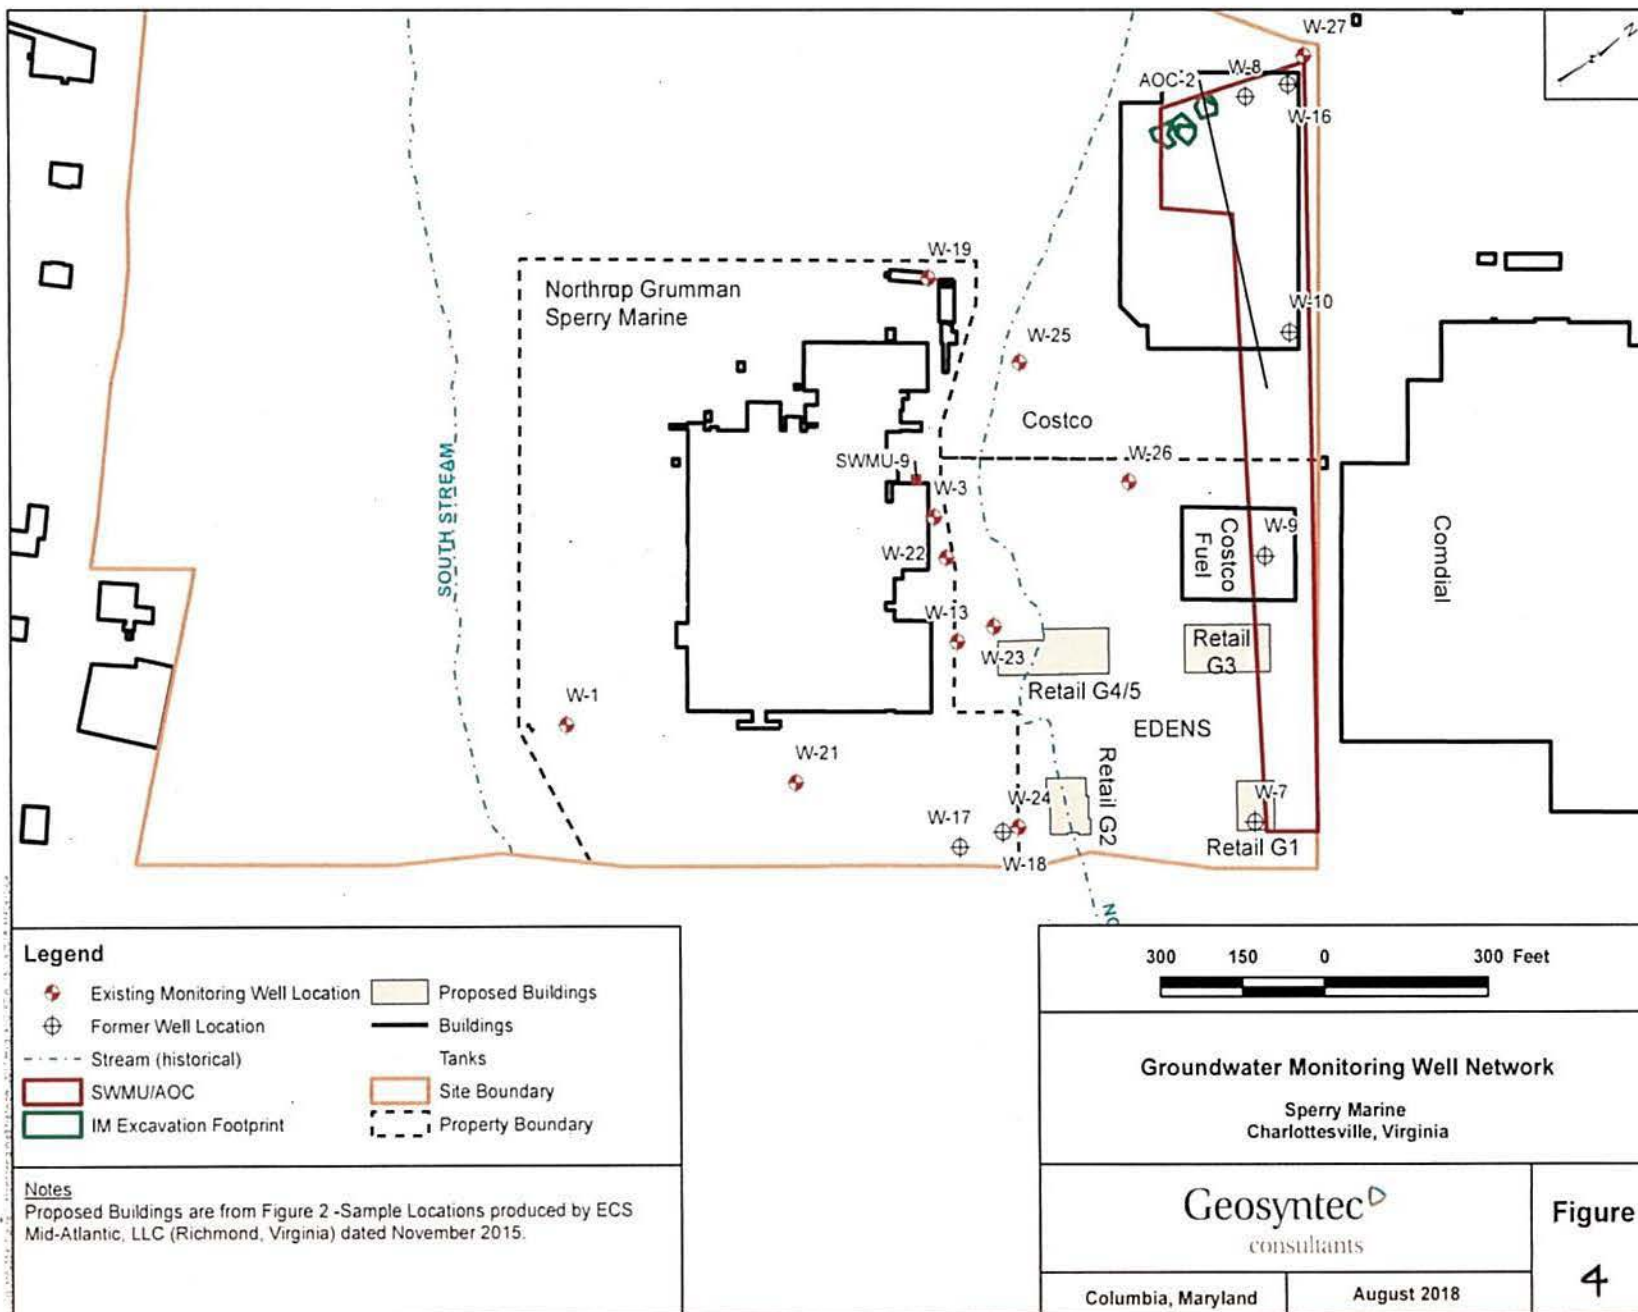 W-27
N
W-8
AOC-2
W-16
W-19
Northrop Grumman
Sperry Marine
W-10
W-25
Costco
W-26
SOUTH STREAM
SWMU-9
W-3
Costco
Fuel
W-9
Comdial
W-22
W-13
Retail
G3
W-23
Retail G4/5
W-1
EDENS
W-21
Retail G2
W-24
W-7
W-17
Retail G1
W-18
NO
Legend
Existing Monitoring Well Location
Proposed Buildings
Former Well Location
Buildings
Stream (historical)
Tanks
SWMU/AOC
Site Boundary
IM Excavation Footprint
Property Boundary
Notes
Proposed Buildings are from Figure 2 -Sample Locations produced by ECS
Mid-Atlantic, LLC (Richmond, Virginia) dated November 2015.
300 150 0 300 Feet
Groundwater Monitoring Well Network
Sperry Marine
Charlottesville, Virginia
Geosyntec
consultants
Figure
4
Columbia, Maryland
August 2018